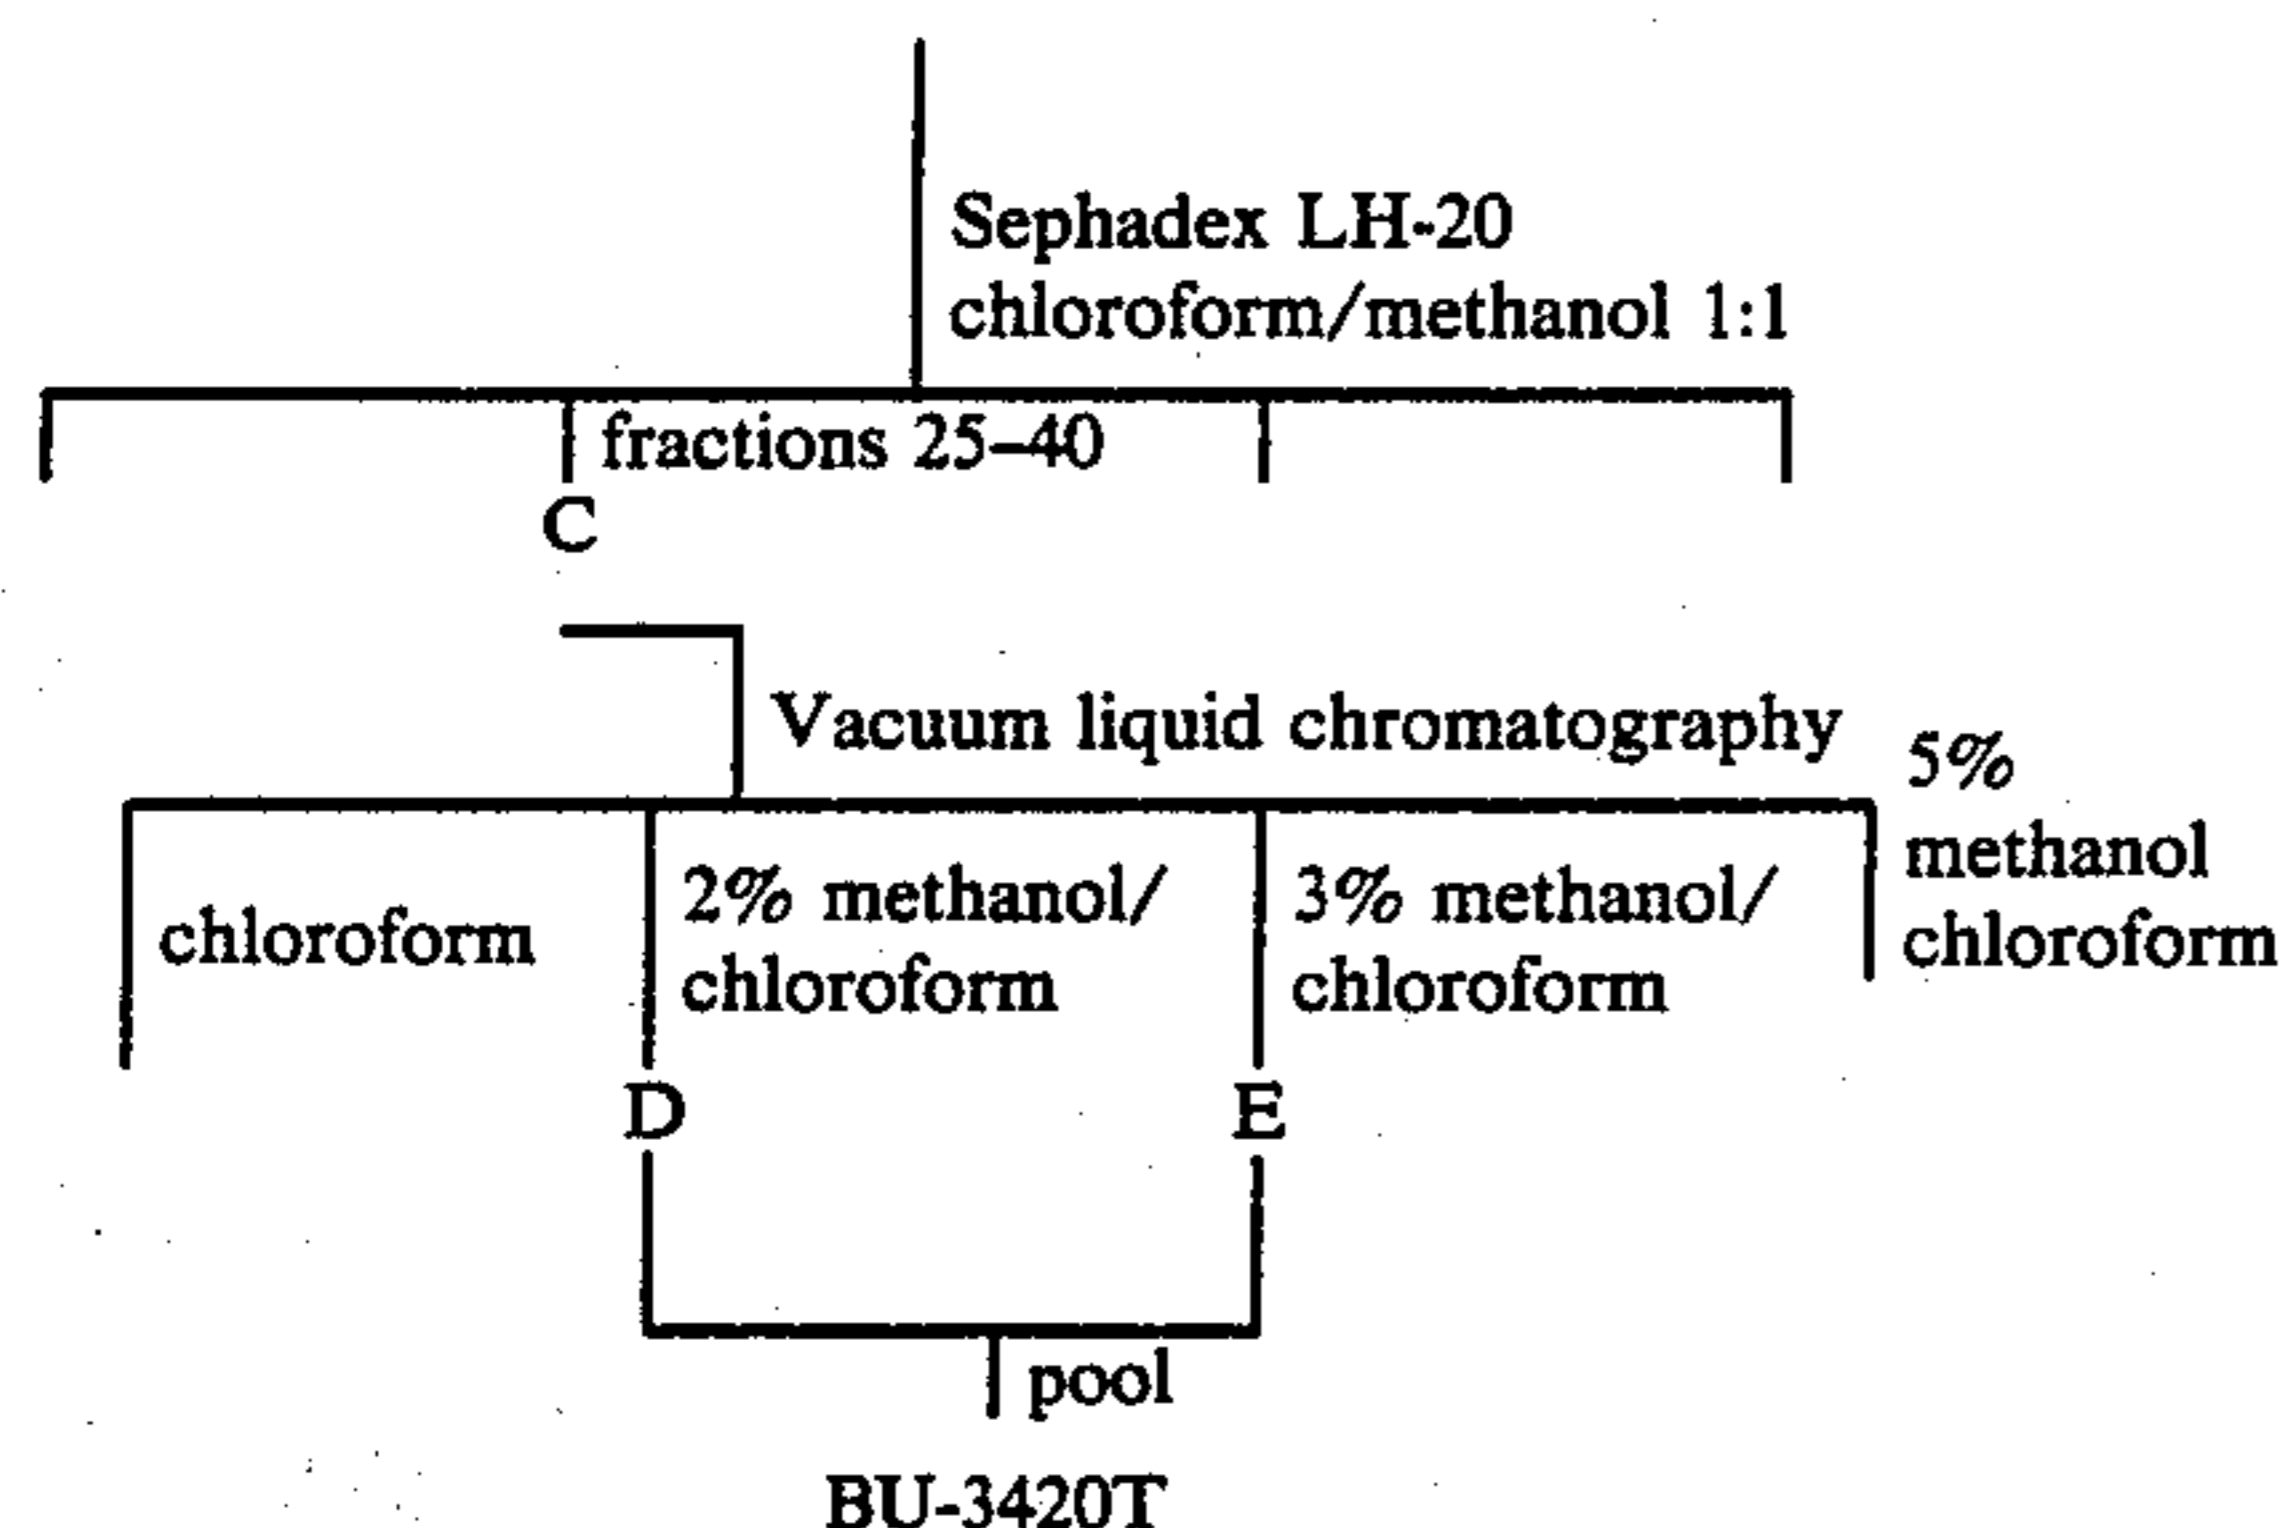 Sephadex LH-20
chloroform/methanol 1:1
fractions 25–40
C
Vacuum liquid chromatography
5%
methanol
chloroform
chloroform
2% methanol/
chloroform
3% methanol/
chloroform
D
E
pool
BU-3420T